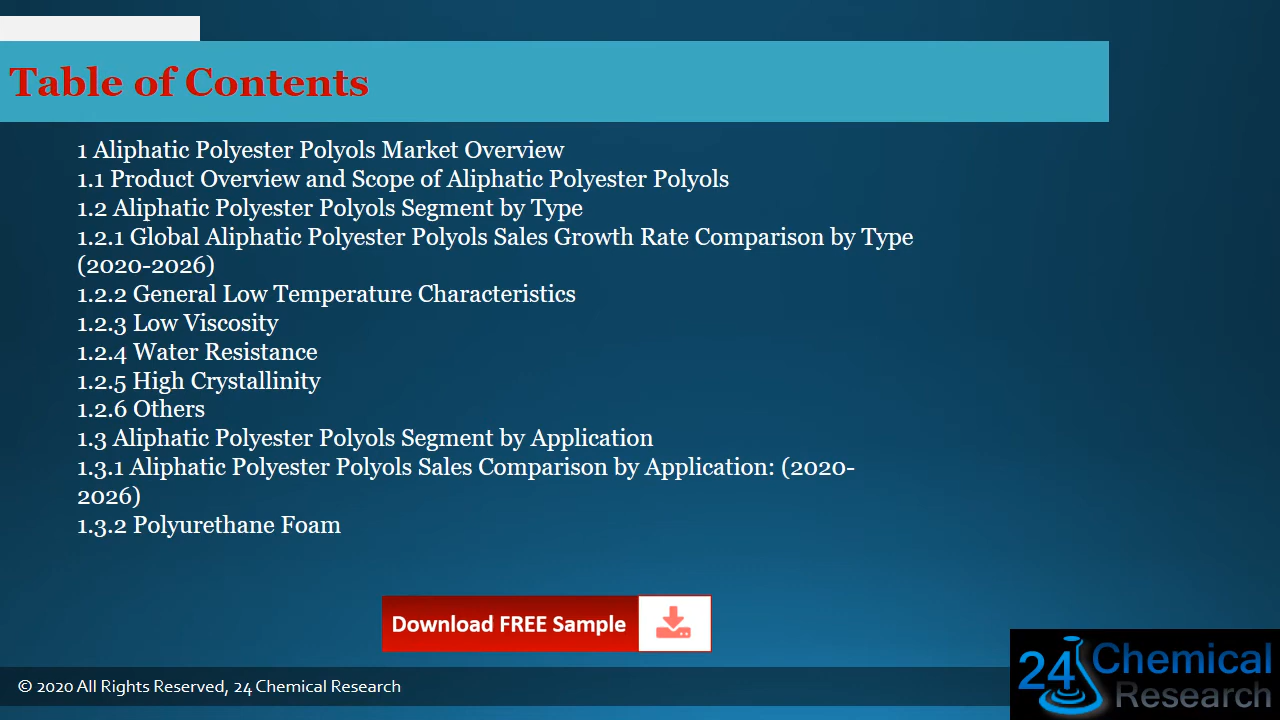 Table of Contents
1 Aliphatic Polyester Polyols Market Overview
1.1 Product Overview and Scope of Aliphatic Polyester Polyols
1.2 Aliphatic Polyester Polyols Segment by Type
1.2.1 Global Aliphatic Polyester Polyols Sales Growth Rate Comparison by Type
(2020-2026)
1.2.2 General Low Temperature Characteristics
1.2.3 Low Viscosity
1.2.4 Water Resistance
1.2.5 High Crystallinity
1.2.6 Others
1.3 Aliphatic Polyester Polyols Segment by Application
1.3.1 Aliphatic Polyester Polyols Sales Comparison by Application: (2020-
2026)
1.3.2 Polyurethane Foam
Download FREE Sample
© 2020 All Rights Reserved, 24 Chemical Research
24 Chemical
Research